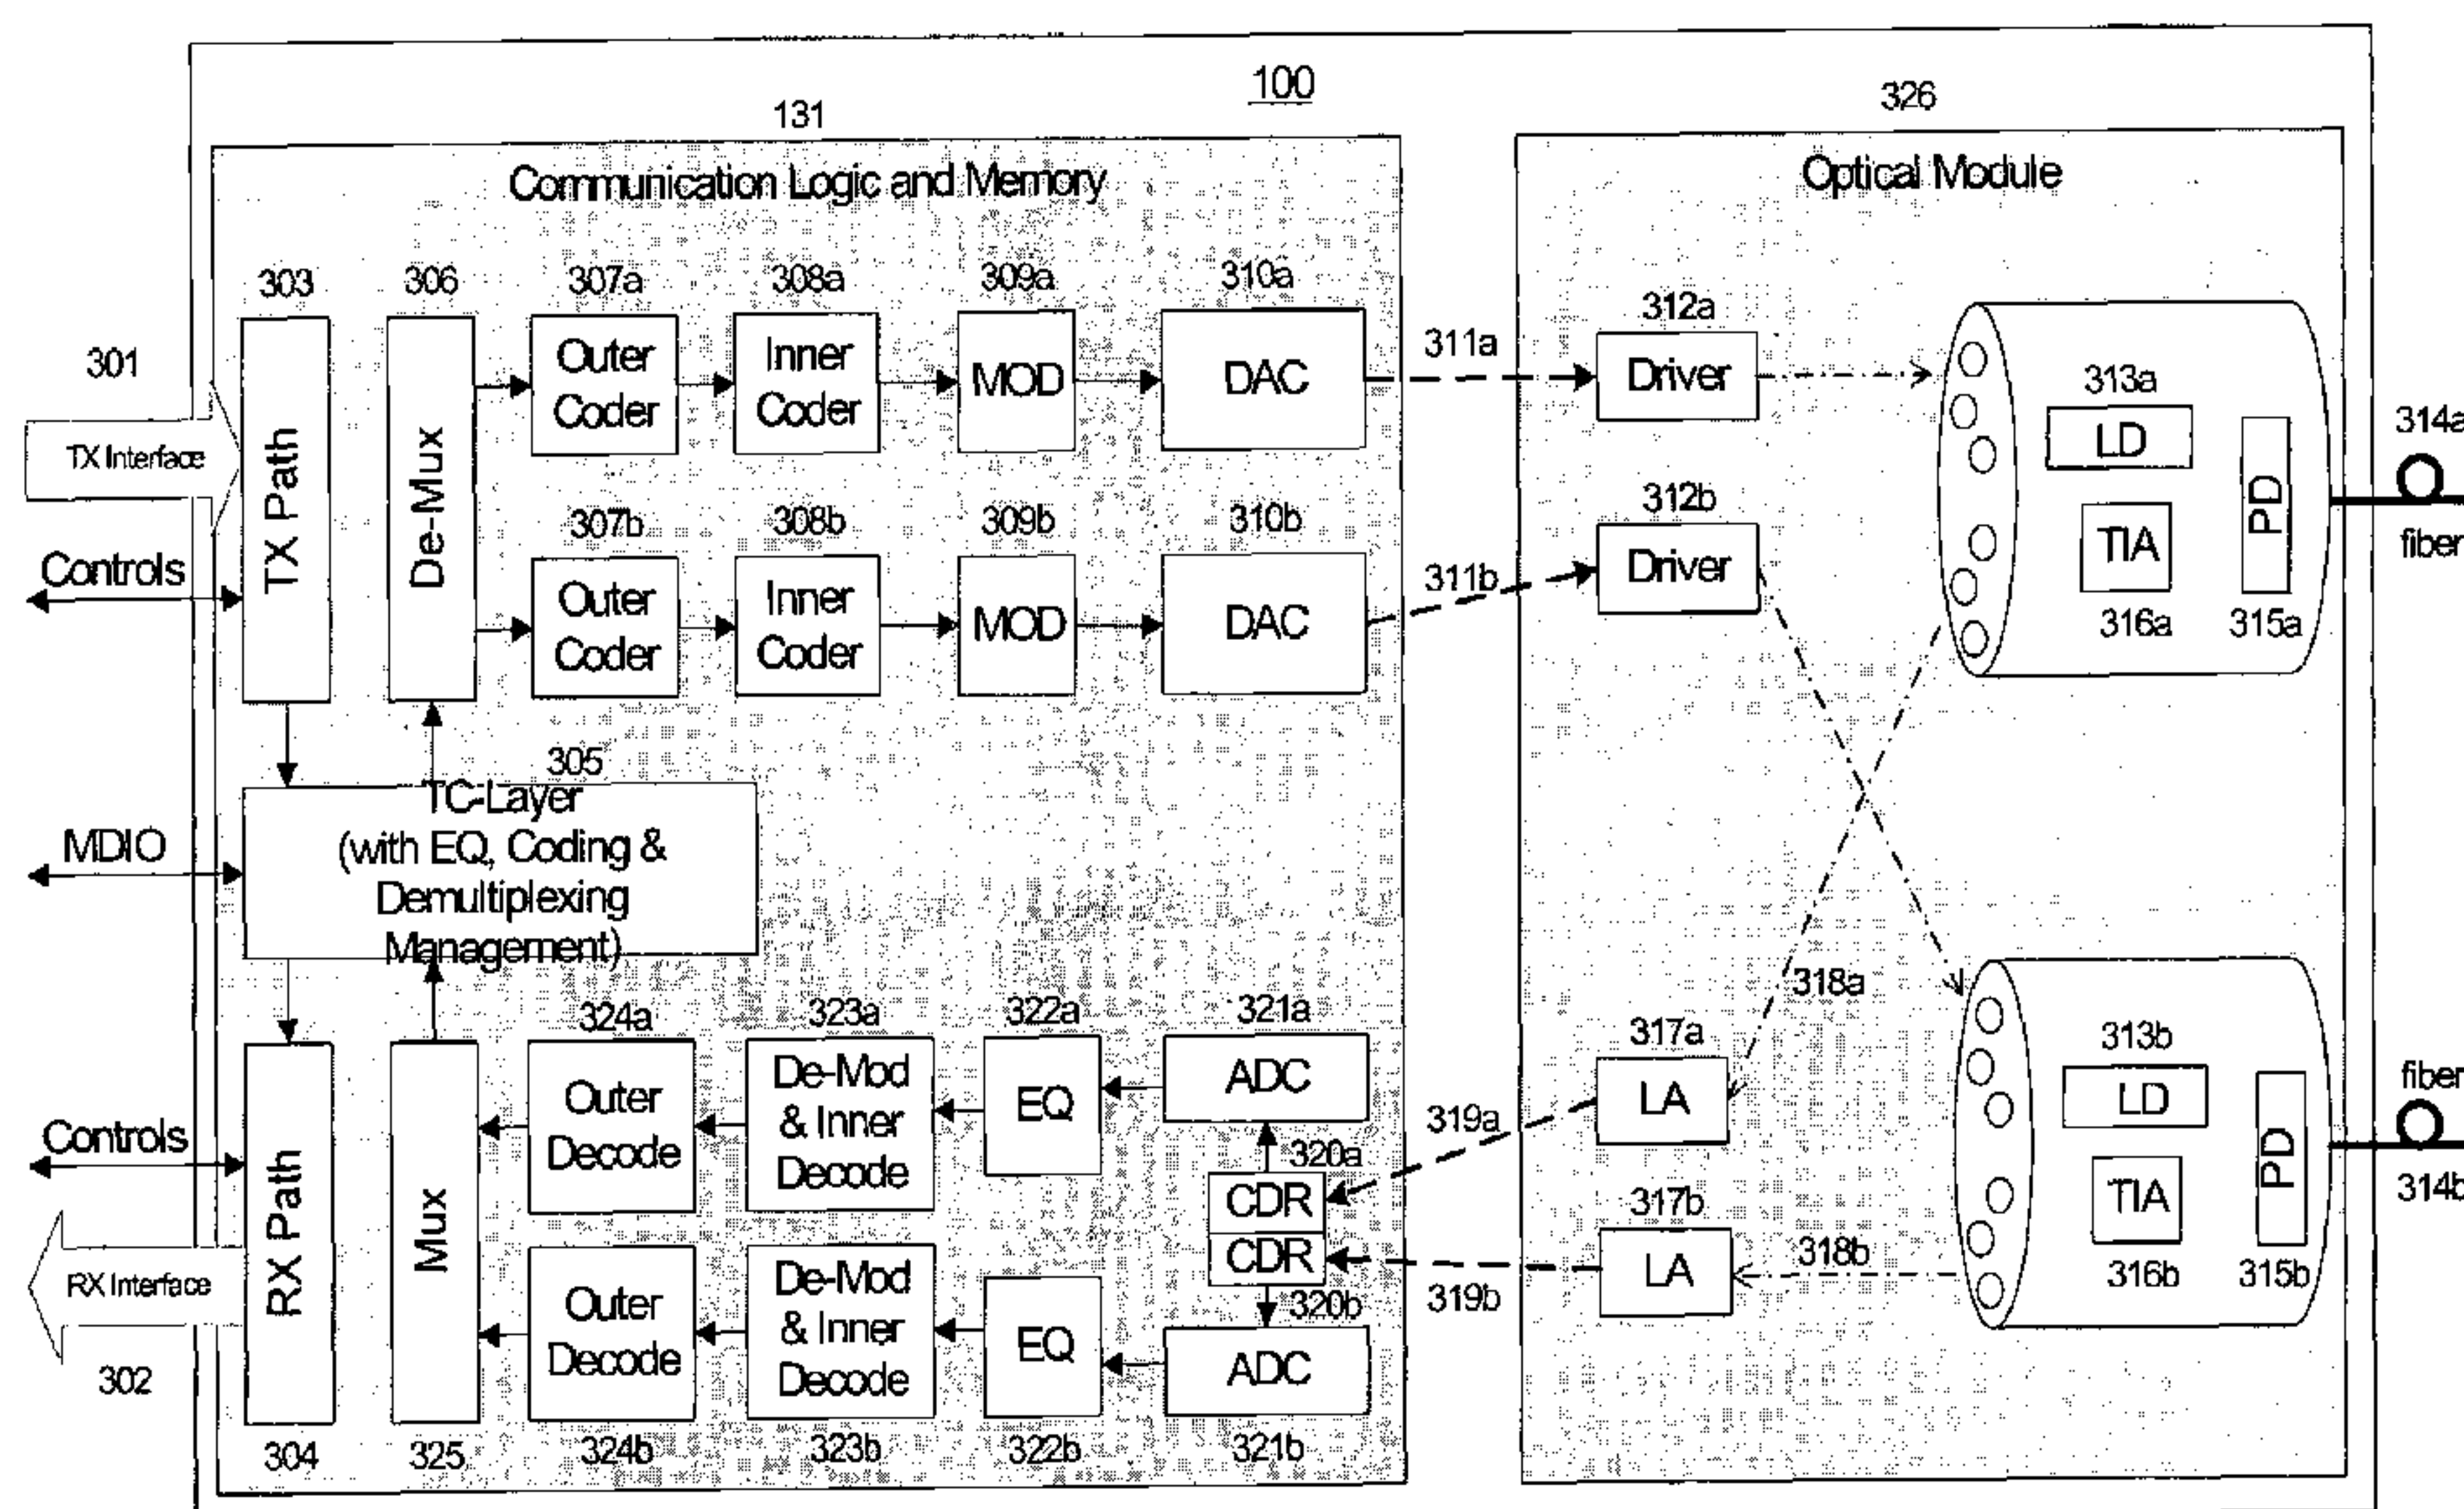 100
131
326
Communication Logic and Memory
Optical Module
303
306
307a
308a
309a
310a
301
TX Interface
Controls
TX Path
De-Mux
Outer
Coder
Inner
Coder
MOD
DAC
311a
312a
Driver
313a
LD
TIA
316a
PD
315a
314a
fiber
307b
308b
309b
310b
Outer
Coder
Inner
Coder
MOD
DAC
311b
312b
Driver
305
TC-Layer
(with EQ, Coding &
Demultiplexing
Management)
MDIO
324a
323a
322a
321a
Outer
Decode
De-Mod
& Inner
Decode
EQ
ADC
320a
CDR
CDR
320b
319a
317a
LA
318a
313b
LD
TIA
316b
PD
315b
fiber
314b
Controls
RX Interface
302
RX Path
304
Mux
325
Outer
Decode
324b
De-Mod
& Inner
Decode
323b
EQ
322b
ADC
321b
319b
317b
LA
318b